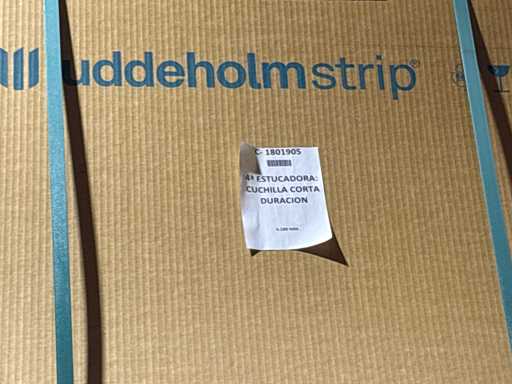 uddeholmstrip®
C- 1801905
4ª ESTUCADORA:
CUCHILLA CORTA
DURACION